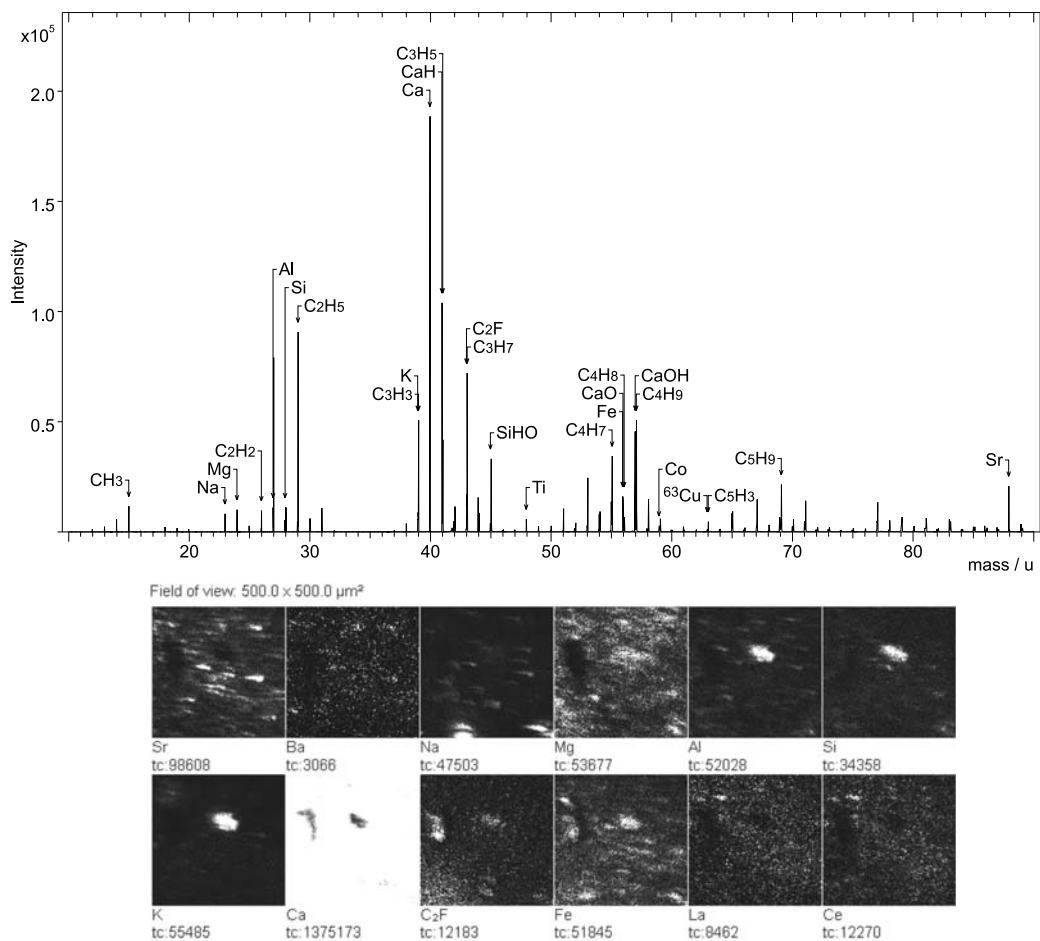 x10⁵
2.0
1.5
1.0
0.5
Intensity
C3H5
CaH
Ca
Al
Si
C2H5
C2F
C3H7
K
C3H3
C4H8
CaO
Fe
C4H7
CaOH
C4H9
SiHO
C2H2
Mg
Na
CH3
Ti
Co
⁶³Cu
C5H3
C5H9
Sr
20 30 40 50 60 70 80
mass / u
Field of view: 500.0 × 500.0 µm²
Sr Ba Na Mg Al Si
tc:98608 tc:3066 tc:47503 tc:53677 tc:52028 tc:34358
K Ca C₂F Fe La Ce
tc:55485 tc:1375173 tc:12183 tc:51845 tc:8462 tc:12270